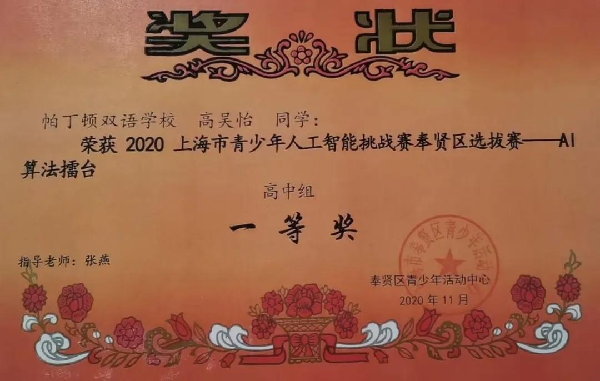 奖状
帕丁顿双语学校 高吴怡 同学：
荣获 2020 上海市青少年人工智能挑战赛奉贤区选拔赛——AI
算法擂台
高中组
一等奖
指导老师：张燕
奉贤区青少年活动中心
2020 年 11 月